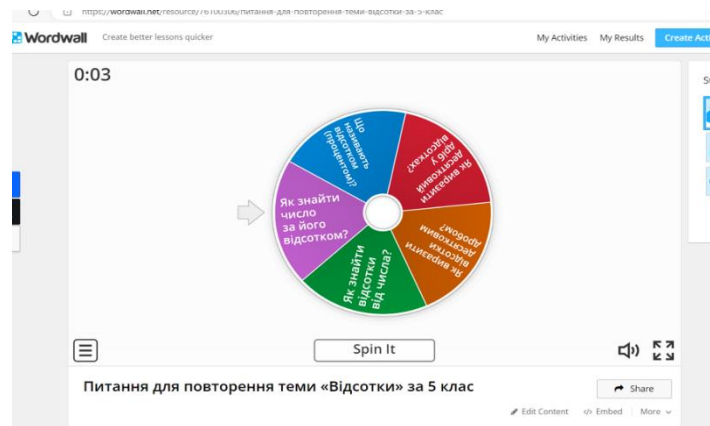 https://wordwall.net/resource/76100306/питання-для-повторення-теми-відсотки-за-5-клас
Wordwall
Create better lessons quicker
My Activities
My Results
Create Acti
0:03
Що
називають
відсотком
(процентом)?
Як виразити
десятковий
дріб у
відсотках?
Як виразити
відсотки
десятковим
дробом?
Як знайти
відсотки
від числа?
Як знайти
число
за його
відсотком?
Spin It
Питання для повторення теми «Відсотки» за 5 клас
Share
Edit Content
Embed
More